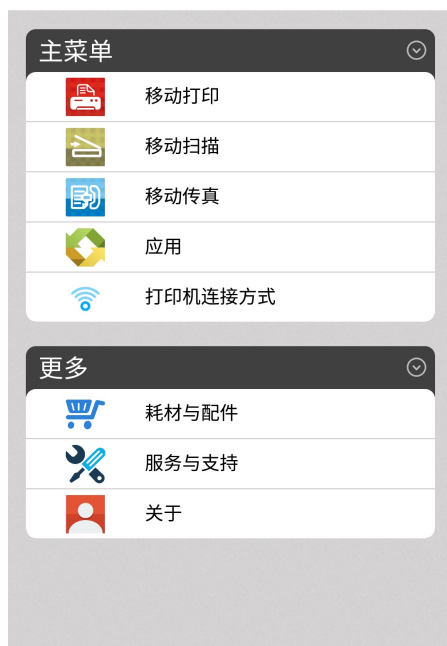 主菜单
移动打印
移动扫描
移动传真
应用
打印机连接方式
更多
耗材与配件
服务与支持
关于